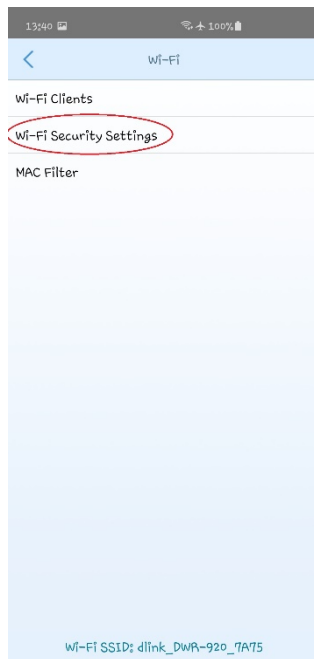 13:40 100%
Wi-Fi
Wi-Fi Clients
Wi-Fi Security Settings
MAC Filter
Wi-Fi SSID: dlink_DWR-920_7A75